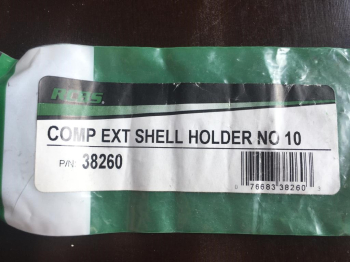 RCBS
COMP EXT SHELL HOLDER NO 10
P/N: 38260
0 76683 38260 3